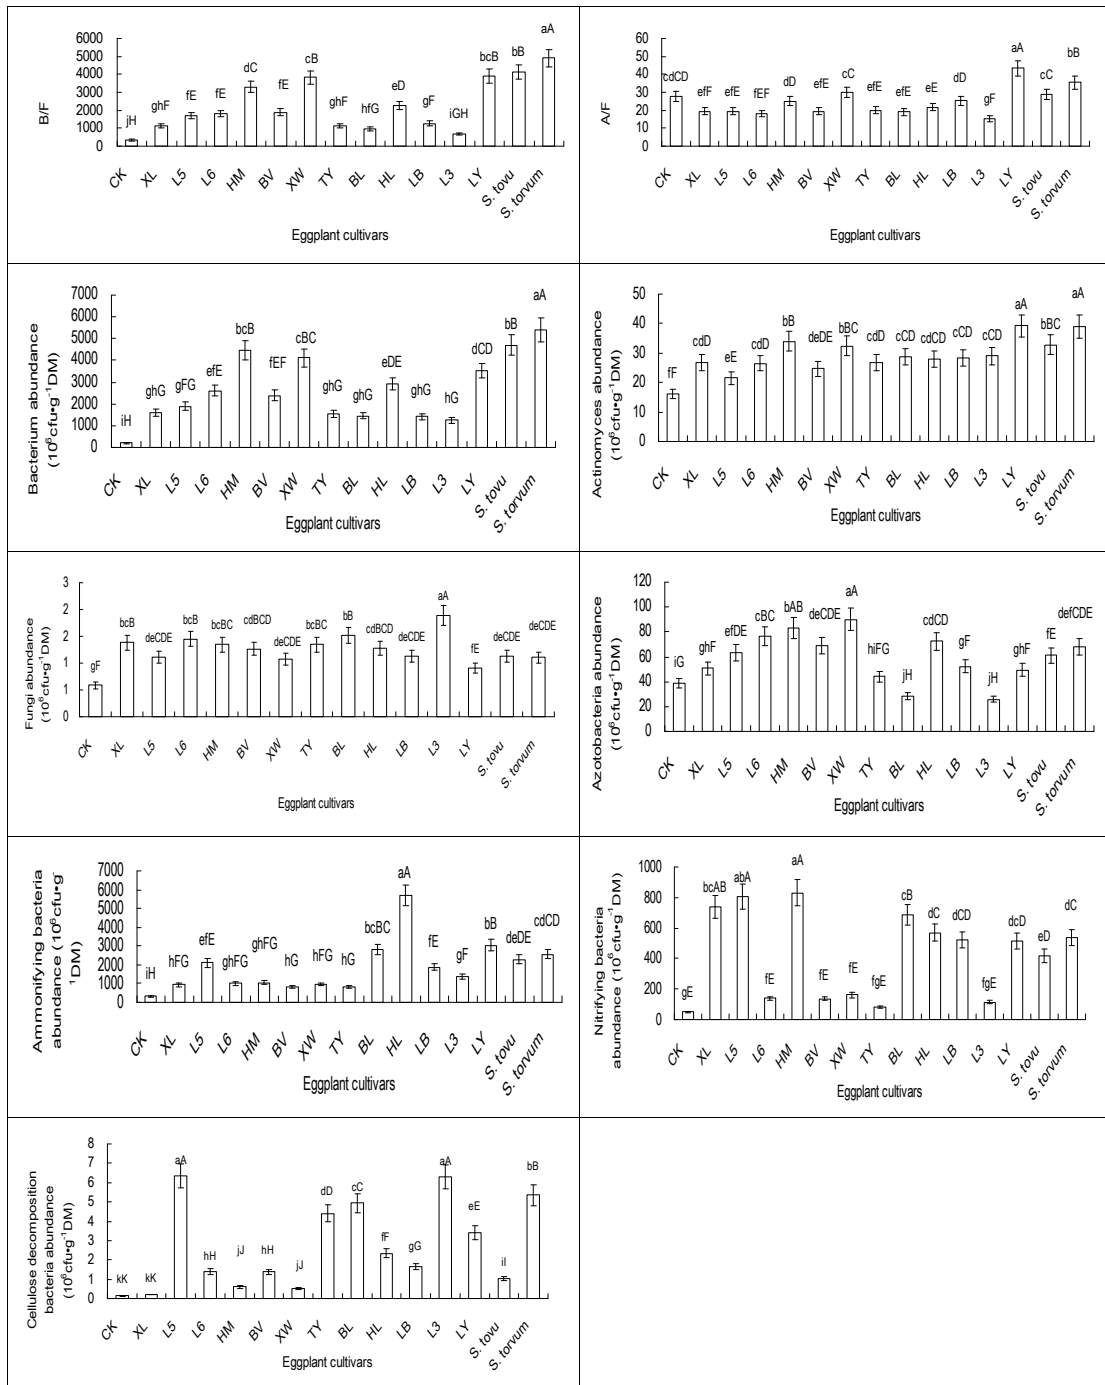 B/F
6000
5000
4000
3000
2000
1000
0
jH ghF fE fE dC fE cB ghF hfG eD gF iGH bcB bB aA
CK XL L5 L6 HM BV XW TY BL HL LB L3 LY S. tovu S. torvum
Eggplant cultivars
A/F
60
50
40
30
20
10
0
cdCD efF efE fEF dD efE cC efE efE eE dD gF aA cC bB
CK XL L5 L6 HM BV XW TY BL HL LB L3 LY S. tovu S. torvum
Eggplant cultivars
Bacterium abundance
(10⁶cfu•g⁻¹DM)
7000
6000
5000
4000
3000
2000
1000
0
iH ghG gFG efE bcB fEF cBC ghG ghG eDE ghG hG dCD bB aA
CK XL L5 L6 HM BV XW TY BL HL LB L3 LY S. tovu S. torvum
Eggplant cultivars
Actinomyces abundance
(10⁶cfu•g⁻¹DM)
50
40
30
20
10
0
fF cdD eE cdD bB deDE bBC cdD cCD cdCD cCD cCD aA bBC aA
CK XL L5 L6 HM BV XW TY BL HL LB L3 LY S. tovu S. torvum
Eggplant cultivars
Fungi abundance
(10⁶cfu•g⁻¹DM)
3
2
2
1
1
0
gF bcB deCDE bcB bcBC cdBCD deCDE bcBC bB cdBCD deCDE aA fE deCDE deCDE
CK XL L5 L6 HM BV XW TY BL HL LB L3 LY S. tovu S. torvum
Eggplant cultivars
Azotobacteria abundance
(10⁶cfu•g⁻¹DM)
120
100
80
60
40
20
0
iG ghF efDE cBC bAB deCDE aA hiFG jH cdCD gF jH ghF fE defCDE
CK XL L5 L6 HM BV XW TY BL HL LB L3 LY S. tovu S. torvum
Eggplant cultivars
Ammonifying bacteria
abundance (10⁶cfu•g⁻
¹DM)
7000
6000
5000
4000
3000
2000
1000
0
iH hFG efE ghFG ghFG hG hFG hG bcBC aA fE gF bB deDE cdCD
CK XL L5 L6 HM BV XW TY BL HL LB L3 LY S. tovu S. torvum
Eggplant cultivars
Nitrifying bacteria
abundance (10⁶cfu•g⁻¹DM)
1000
800
600
400
200
0
gE bcAB abA fE aA fE fE fgE cB dC dCD fgE dcD eD dC
CK XL L5 L6 HM BV XW TY BL HL LB L3 LY S. tovu S. torvum
Eggplant cultivars
Cellulose decomposition
bacteria abundance
(10⁶cfu•g⁻¹DM)
8
7
6
5
4
3
2
1
0
kK kK aA hH jJ hH jJ dD cC fF gG aA eE iI bB
CK XL L5 L6 HM BV XW TY BL HL LB L3 LY S. tovu S. torvum
Eggplant cultivars